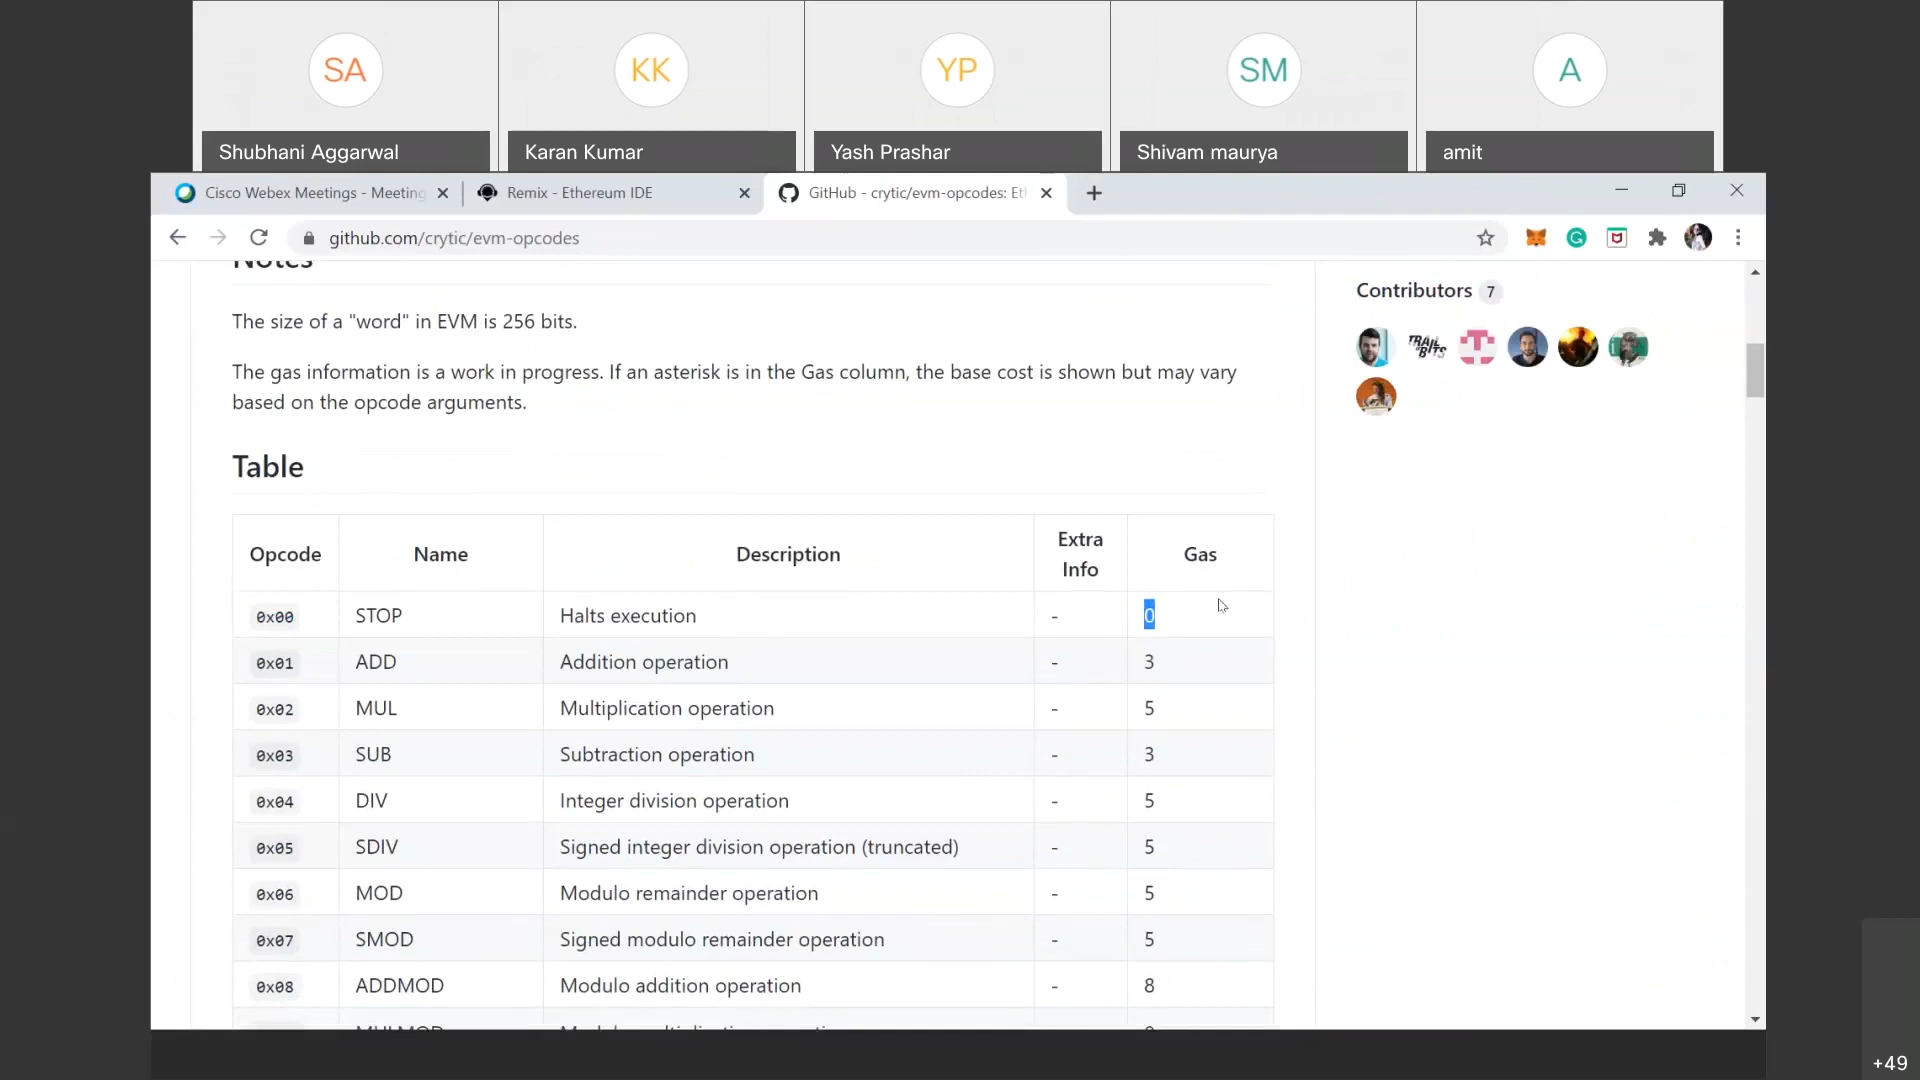 SA
KK
YP
SM
A
Shubhani Aggarwal
Karan Kumar
Yash Prashar
Shivam maurya
amit
Cisco Webex Meetings - Meeting
Remix - Ethereum IDE
GitHub - crytic/evm-opcodes: Et
github.com/crytic/evm-opcodes
Notes
The size of a "word" in EVM is 256 bits.
The gas information is a work in progress. If an asterisk is in the Gas column, the base cost is shown but may vary
based on the opcode arguments.
Table
Opcode Name Description Extra Info Gas
0x00 STOP Halts execution - 0
0x01 ADD Addition operation - 3
0x02 MUL Multiplication operation - 5
0x03 SUB Subtraction operation - 3
0x04 DIV Integer division operation - 5
0x05 SDIV Signed integer division operation (truncated) - 5
0x06 MOD Modulo remainder operation - 5
0x07 SMOD Signed modulo remainder operation - 5
0x08 ADDMOD Modulo addition operation - 8
Contributors 7
TRAIL
OF BITS
+49